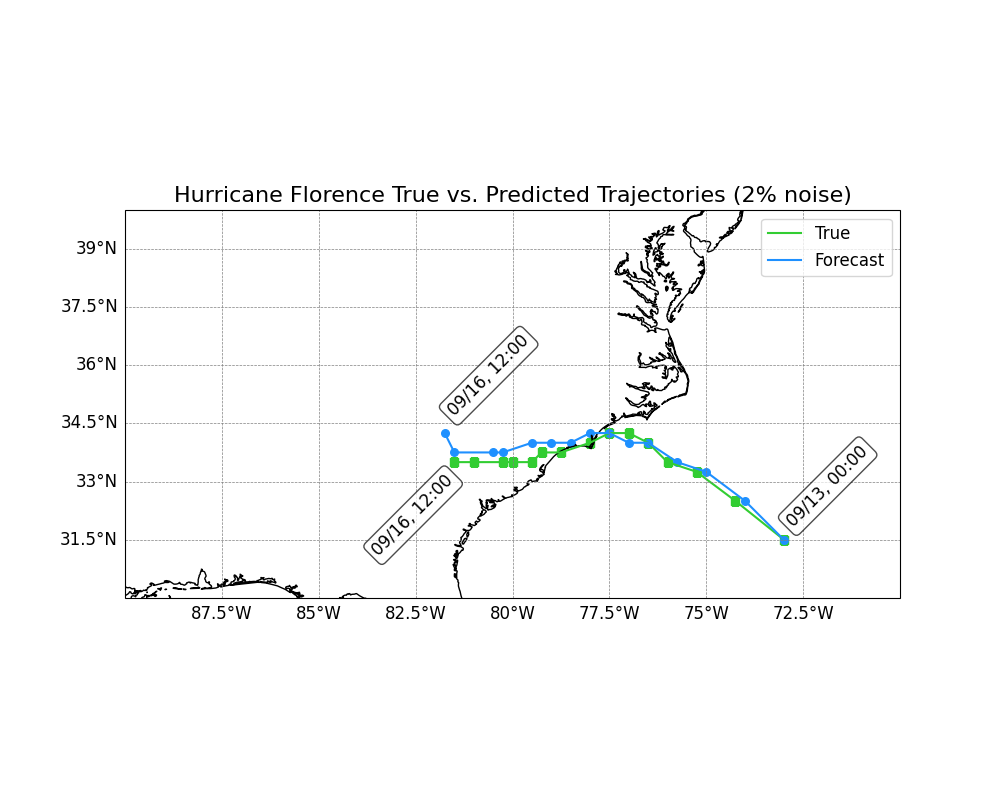 Hurricane Florence True vs. Predicted Trajectories (2% noise)
True
Forecast
39°N
37.5°N
36°N
34.5°N
33°N
31.5°N
09/16, 12:00
09/16, 12:00
09/13, 00:00
87.5°W
85°W
82.5°W
80°W
77.5°W
75°W
72.5°W